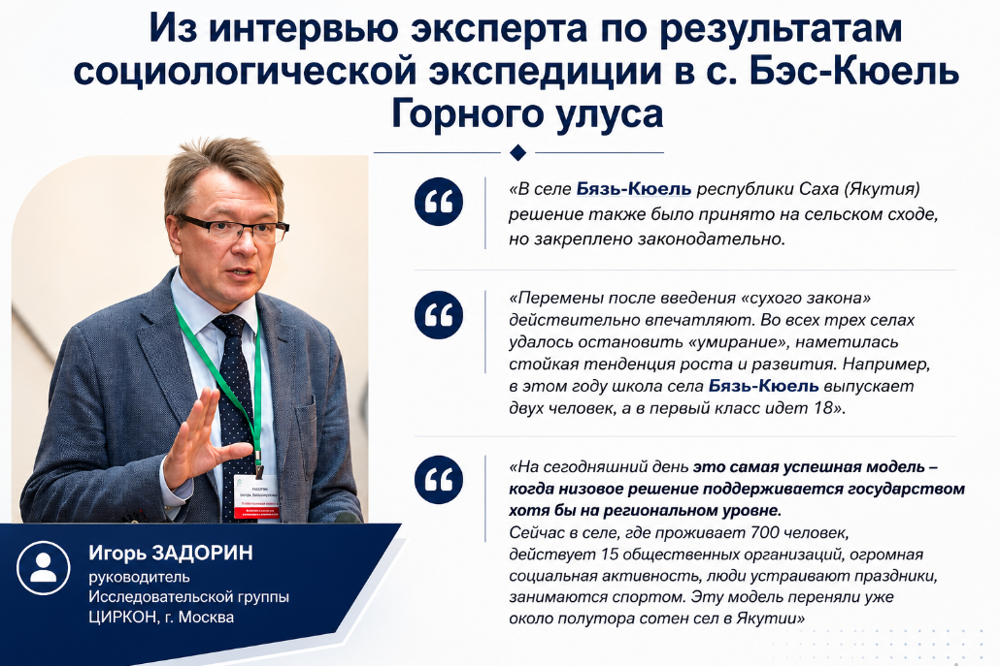 Из интервью эксперта по результатам
социологической экспедиции в с. Бэс-Кюель
Горного улуса
«В селе Бязь-Кюель республики Саха (Якутия)
решение также было принято на сельском сходе,
но закреплено законодательно.
«Перемены после введения «сухого закона»
действительно впечатляют. Во всех трех селах
удалось остановить «умирание», наметилась
стойкая тенденция роста и развития. Например,
в этом году школа села Бязь-Кюель выпускает
двух человек, а в первый класс идет 18».
«На сегодняшний день это самая успешная модель –
когда низовое решение поддерживается государством
хотя бы на региональном уровне.
Сейчас в селе, где проживает 700 человек,
действует 15 общественных организаций, огромная
социальная активность, люди устраивают праздники,
занимаются спортом. Эту модель переняли уже
около полутора сотен сел в Якутии»
Игорь ЗАДОРИН
руководитель
Исследовательской группы
ЦИРКОН, г. Москва